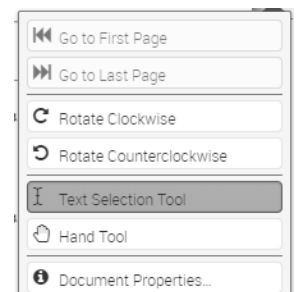 Go to First Page
Go to Last Page
Rotate Clockwise
Rotate Counterclockwise
Text Selection Tool
Hand Tool
Document Properties...